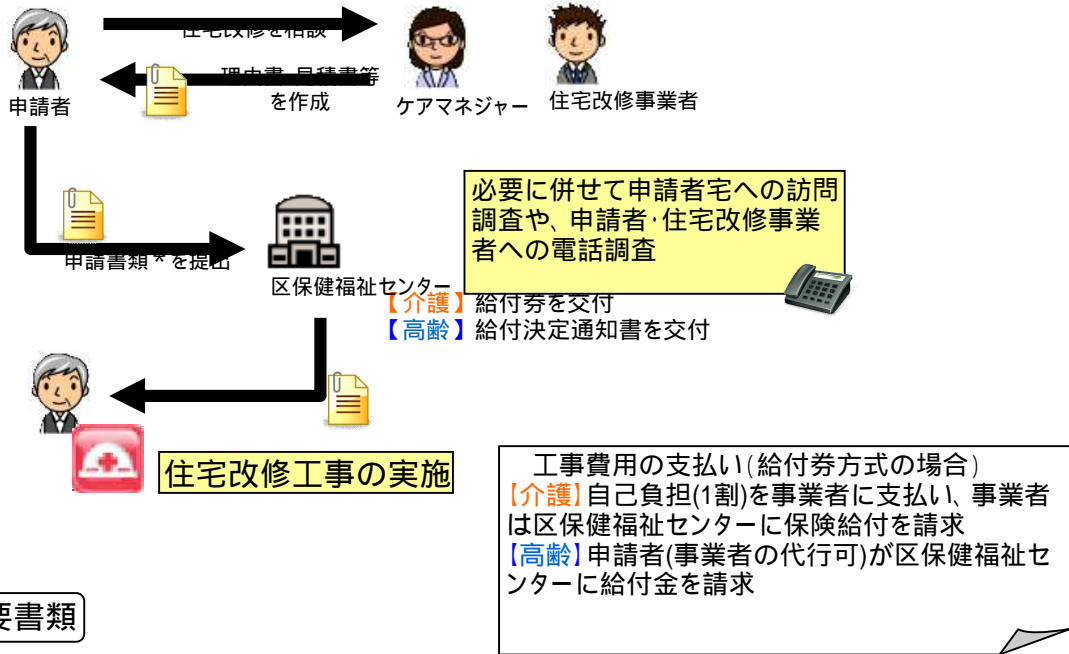 住宅改修を相談
理由書・見積書等
を作成
申請者
ケアマネジャー
住宅改修事業者
必要に併せて申請者宅への訪問
調査や、申請者・住宅改修事業
者への電話調査
申請書類*を提出
区保健福祉センター
【介護】給付券を交付
【高齢】給付決定通知書を交付
住宅改修工事の実施
工事費用の支払い(給付券方式の場合)
【介護】自己負担(1割)を事業者に支払い、事業者
は区保健福祉センターに保険給付を請求
【高齢】申請者(事業者の代行可)が区保健福祉セ
ンターに給付金を請求
要書類